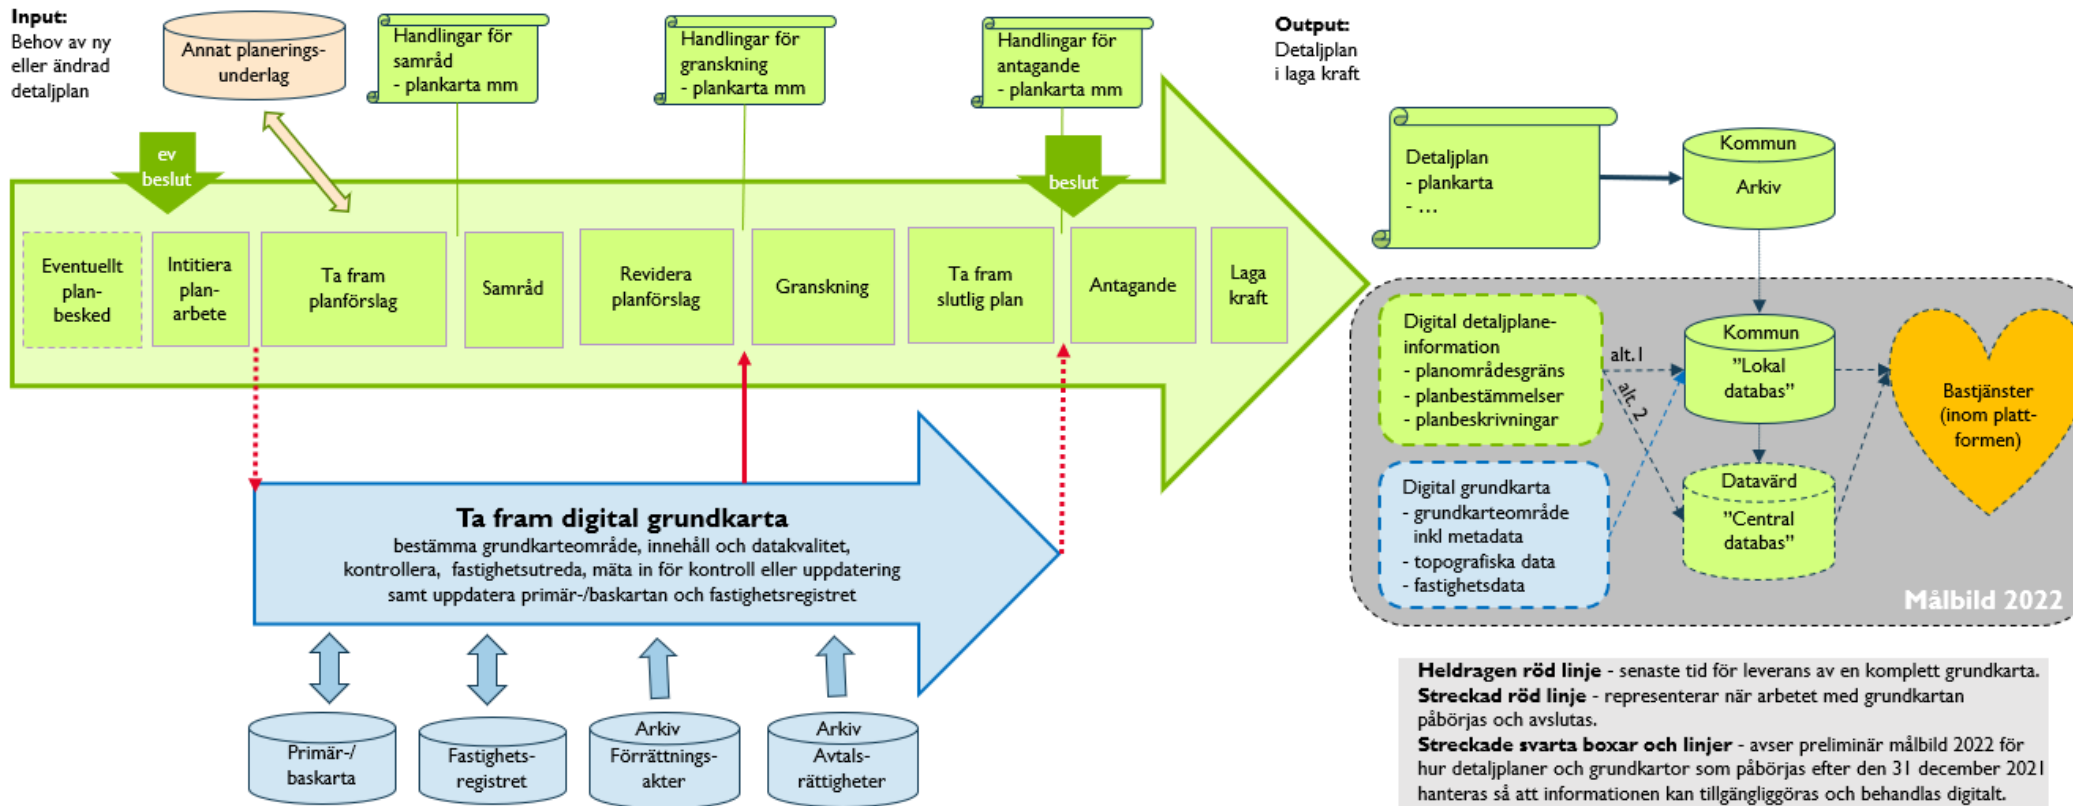 Input:
Behov av ny
eller ändrad
detaljplan
Annat planerings-
underlag
Handlingar för
samråd
- plankarta mm
Handlingar för
granskning
- plankarta mm
Handlingar för
antagande
- plankarta mm
Output:
Detaljplan
i laga kraft
ev
beslut
beslut
Eventuellt
plan-
besked
Intitiera
plan-
arbete
Ta fram
planförslag
Samråd
Revidera
planförslag
Granskning
Ta fram
slutlig plan
Antagande
Laga
kraft
Detaljplan
- plankarta
- ...
Kommun
Arkiv
Digital detaljplane-
information
- planområdesgräns
- planbestämmelser
- planbeskrivningar
alt.1
alt. 2
Kommun
”Lokal
databas”
Bastjänster
(inom platt-
formen)
Digital grundkarta
- grundkarteområde
inkl metadata
- topografiska data
- fastighetsdata
Datavärd
”Central
databas”
Målbild 2022
Ta fram digital grundkarta
bestämma grundkarteområde, innehåll och datakvalitet,
kontrollera, fastighetsutreda, mäta in för kontroll eller uppdatering
samt uppdatera primär-/baskartan och fastighetsregistret
Primär-/
baskarta
Fastighets-
registret
Arkiv
Förrättnings-
akter
Arkiv
Avtals-
rättigheter
Heldragen röd linje - senaste tid för leverans av en komplett grundkarta.
Streckad röd linje - representerar när arbetet med grundkartan
påbörjas och avslutas.
Streckade svarta boxar och linjer - avser preliminär målbild 2022 för
hur detaljplaner och grundkartor som påbörjas efter den 31 december 2021
hanteras så att informationen kan tillgängliggöras och behandlas digitalt.